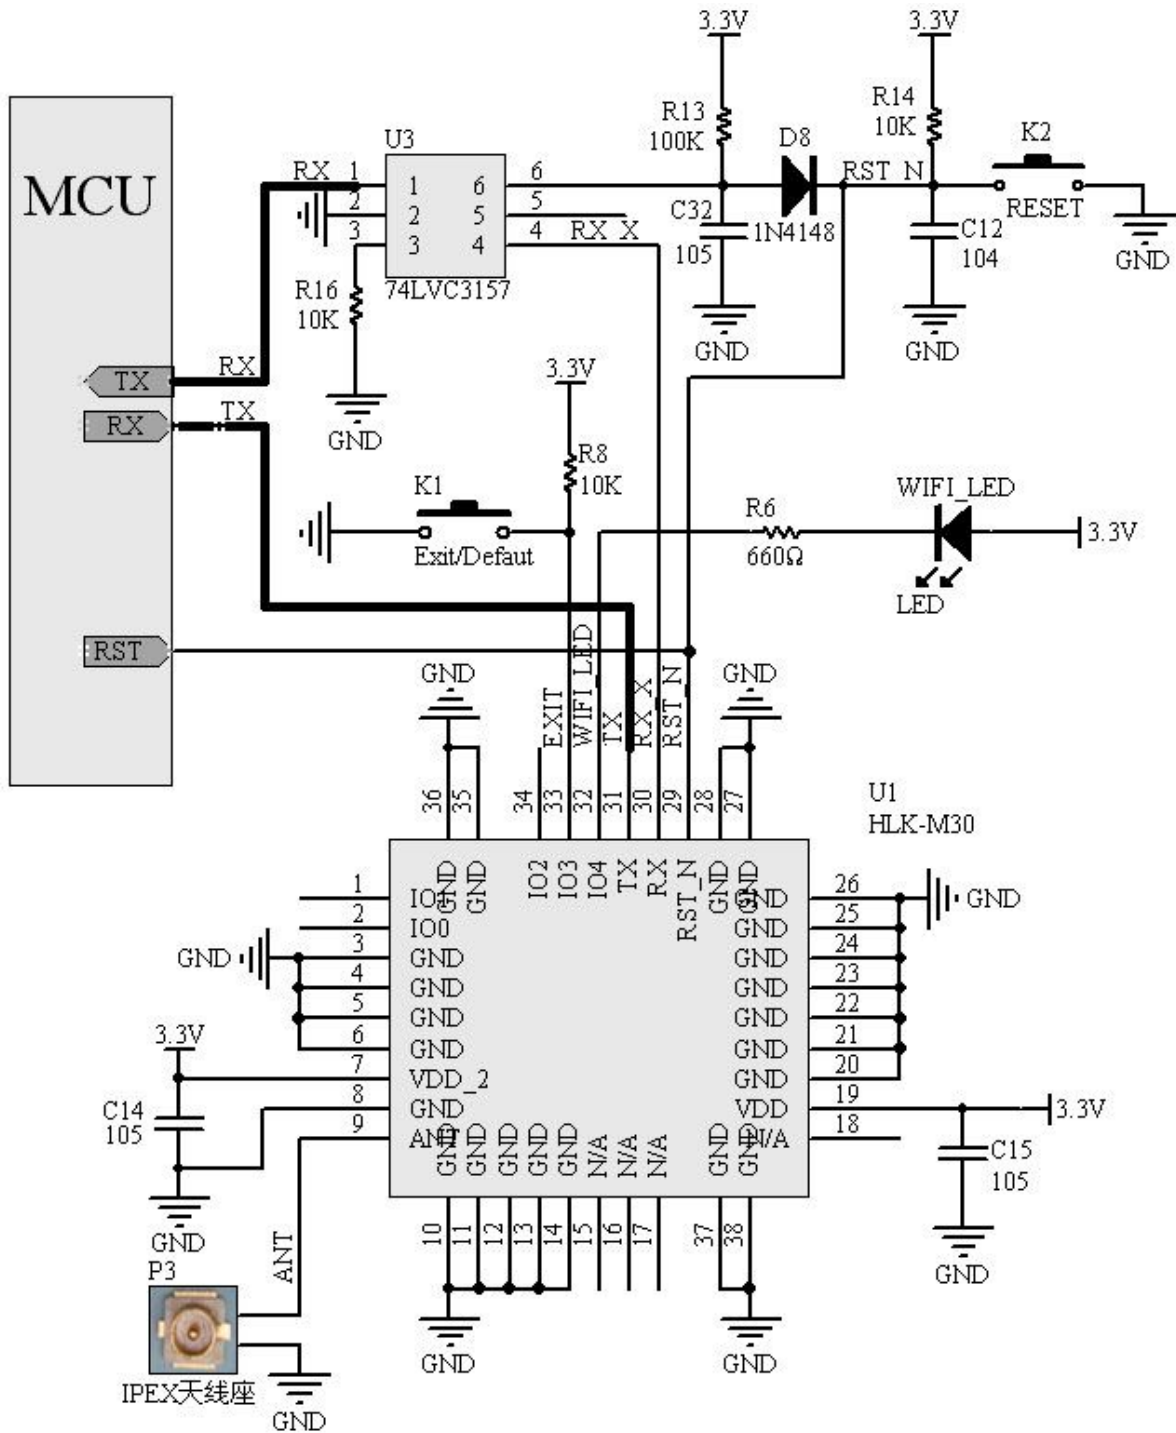 3.3V
3.3V
R13
100K
R14
10K
D8
K2
U3
MCU
RX
1
1
6
6
RST_N
2
2
5
5
C32
105
1N4148
RESET
3
3
4
4
RX_X
C12
104
GND
74LVC3157
R16
10K
GND
GND
RX
TX
3.3V
RX
TX
GND
R8
10K
K1
Exit/Defaut
R6
660Ω
WIFI_LED
3.3V
LED
RST
GND
GND
EXIT
WIFI_LED
TX
RX_X
RST_N
36
35
34
33
32
31
30
29
28
27
U1
HLK-M30
GND
GND
IO2
IO3
IO4
TX
RX
RST_N
GND
GND
1
IO1
GND
26
GND
2
IO0
GND
25
GND
3
GND
GND
24
4
GND
GND
23
5
GND
GND
22
6
GND
GND
21
3.3V
7
VDD_2
GND
20
C14
105
8
GND
VDD
19
3.3V
9
ANT
N/A
18
GND
GND
GND
GND
GND
N/A
N/A
N/A
GND
GND
C15
105
10
11
12
13
14
15
16
17
37
38
GND
GND
P3
ANT
GND
GND
IPEX天线座
GND